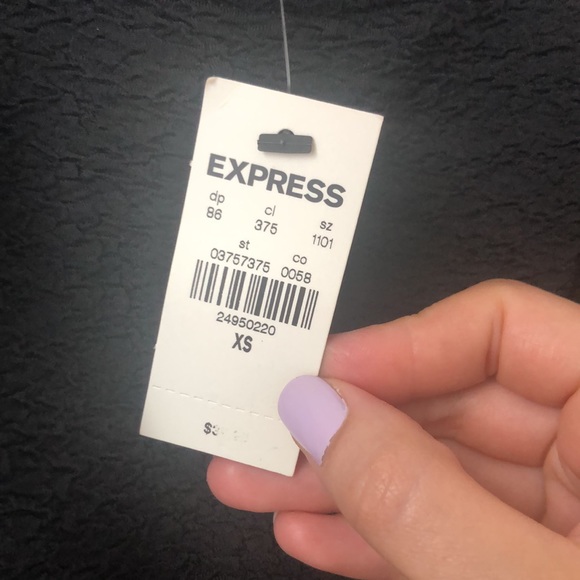 EXPRESS
dp cl sz
86 375 1101
st co
03757375 0058
24950220
XS